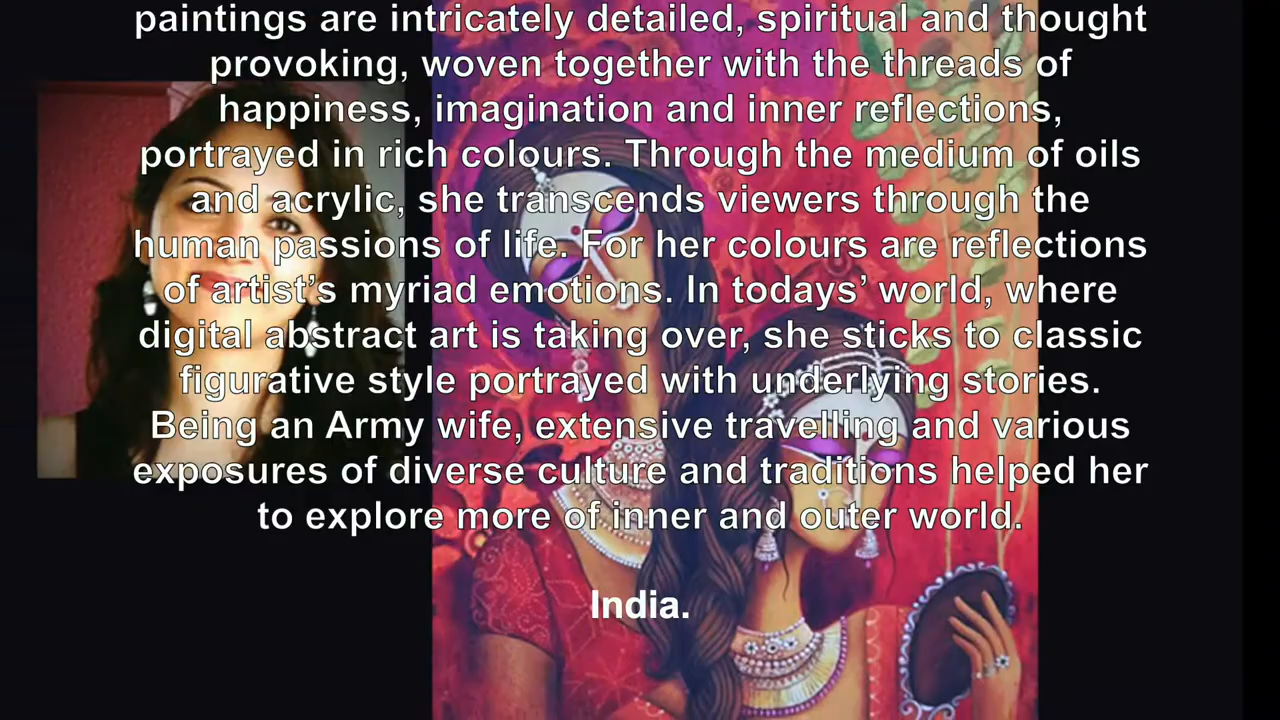 paintings are intricately detailed, spiritual and thought
provoking, woven together with the threads of
happiness, imagination and inner reflections,
portrayed in rich colours. Through the medium of oils
and acrylic, she transcends viewers through the
human passions of life. For her colours are reflections
of artist’s myriad emotions. In todays’ world, where
digital abstract art is taking over, she sticks to classic
figurative style portrayed with underlying stories.
Being an Army wife, extensive travelling and various
exposures of diverse culture and traditions helped her
to explore more of inner and outer world.
India.